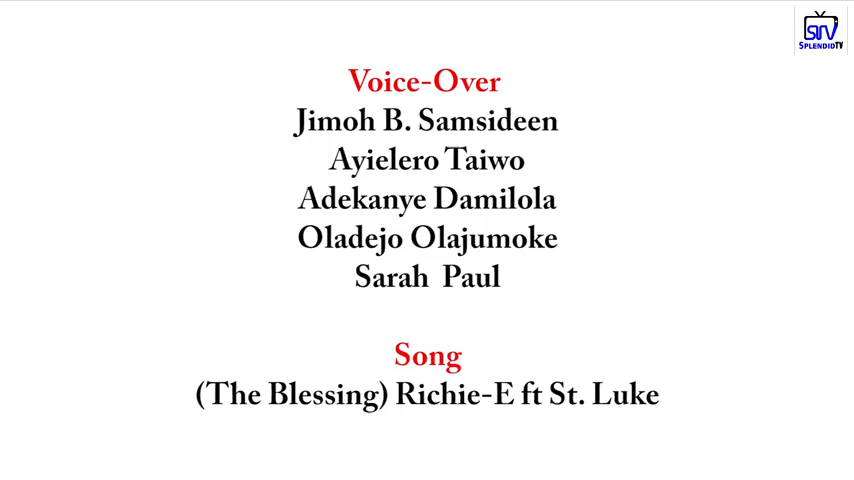 STV
SPLENDIDTV
Voice-Over
Jimoh B. Samsideen
Ayielero Taiwo
Adekanye Damilola
Oladejo Olajumoke
Sarah Paul
Song
(The Blessing) Richie-E ft St. Luke